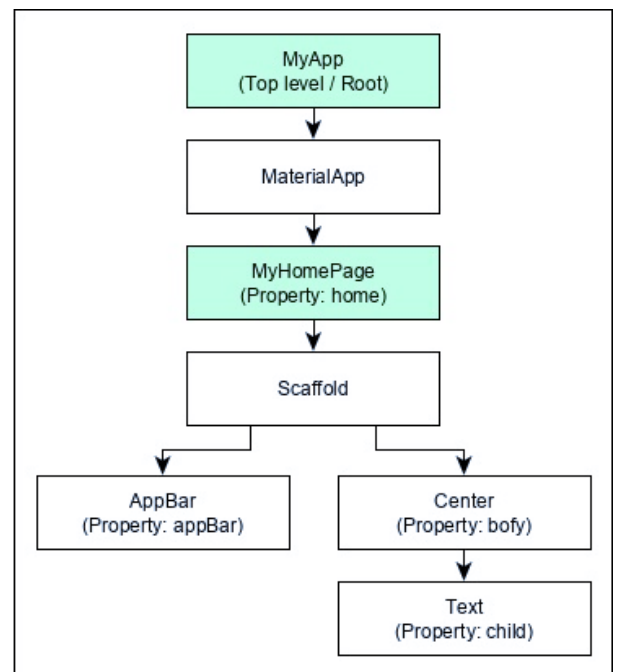 MyApp
(Top level / Root)
MaterialApp
MyHomePage
(Property: home)
Scaffold
AppBar
(Property: appBar)
Center
(Property: bofy)
Text
(Property: child)